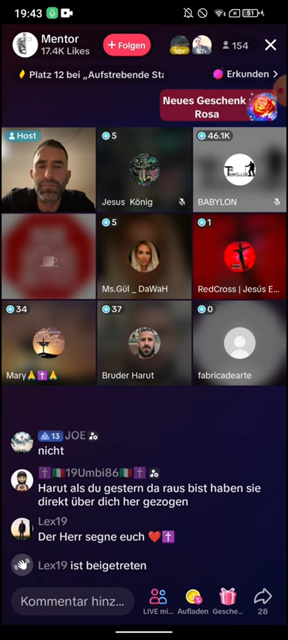 19:43
Mentor
17.4K Likes
+ Folgen
154
Platz 12 bei „Aufstrebende Sta
Erkunden >
Neues Geschenk
Rosa
Host
5
Jesus König
46.1K
BABYLON
5
Ms.Gül _ DaWaH
1
RedCross | Jesús E...
34
Mary🙏✝️🙏
37
Bruder Harut
0
fabricadearte
13 JOE
nicht
✝️🇮🇹19Umbi86🇮🇹✝️
Harut als du gestern da raus bist haben sie
direkt über dich her gezogen
Lex19
Der Herr segne euch ❤️✝️
Lex19 ist beigetreten
Kommentar hinz...
LIVE mi...
Aufladen
Gesche...
28